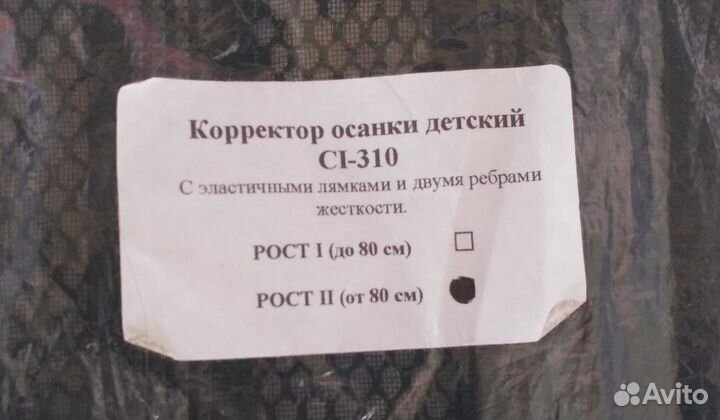 Корректор осанки детский
CI-310
С эластичными лямками и двумя ребрами
жесткости.
РОСТ I (до 80 см)
РОСТ II (от 80 см)
Avito